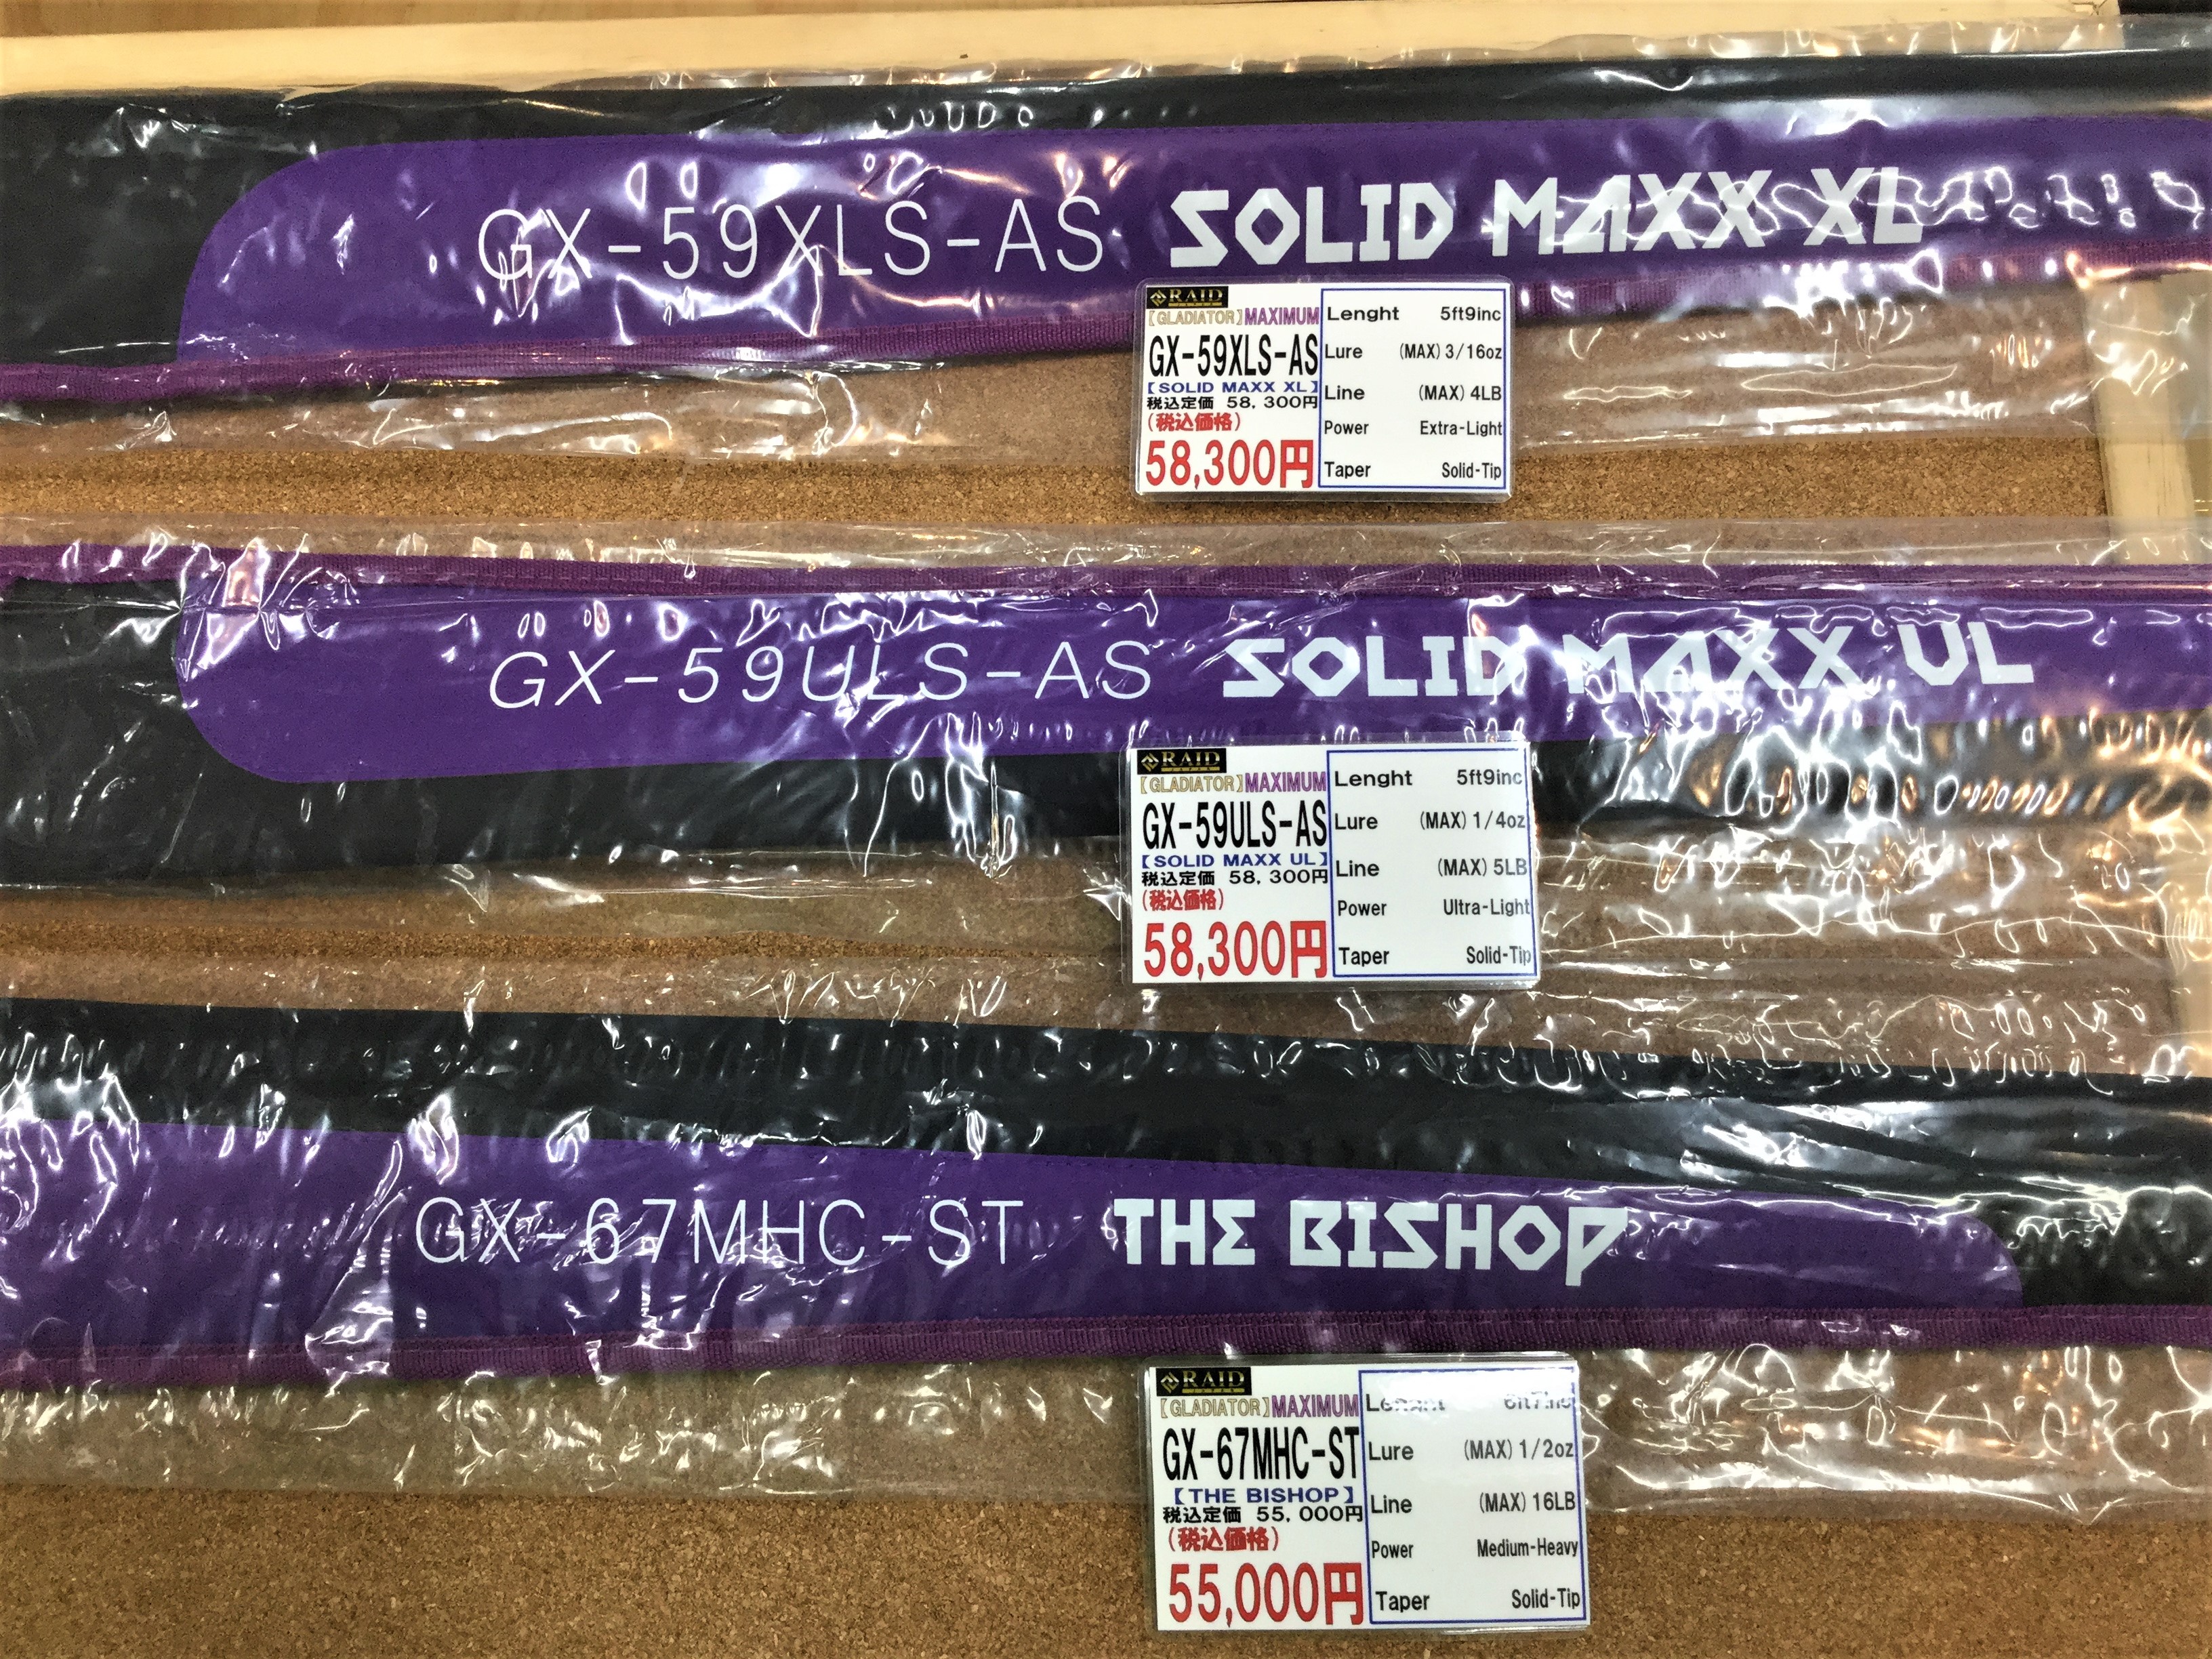 GX-59XLS-AS SOLID MAXX XL
RAID
JAPAN
【GLADIATOR】MAXIMUM
GX-59XLS-AS
【SOLID MAXX XL】
税込定価 58,300円
(税込価格)
58,300円
Lenght 5ft9inc
Lure (MAX)3/16oz
Line (MAX)4LB
Power Extra-Light
Taper Solid-Tip
GX-59ULS-AS SOLID MAXX UL
RAID
JAPAN
【GLADIATOR】MAXIMUM
GX-59ULS-AS
【SOLID MAXX UL】
税込定価 58,300円
(税込価格)
58,300円
Lenght 5ft9inc
Lure (MAX)1/4oz
Line (MAX)5LB
Power Ultra-Light
Taper Solid-Tip
GX-67MHC-ST THE BISHOP
RAID
JAPAN
【GLADIATOR】MAXIMUM
GX-67MHC-ST
【THE BISHOP】
税込定価 55,000円
(税込価格)
55,000円
Lenght 6ft7inc
Lure (MAX)1/2oz
Line (MAX)16LB
Power Medium-Heavy
Taper Solid-Tip